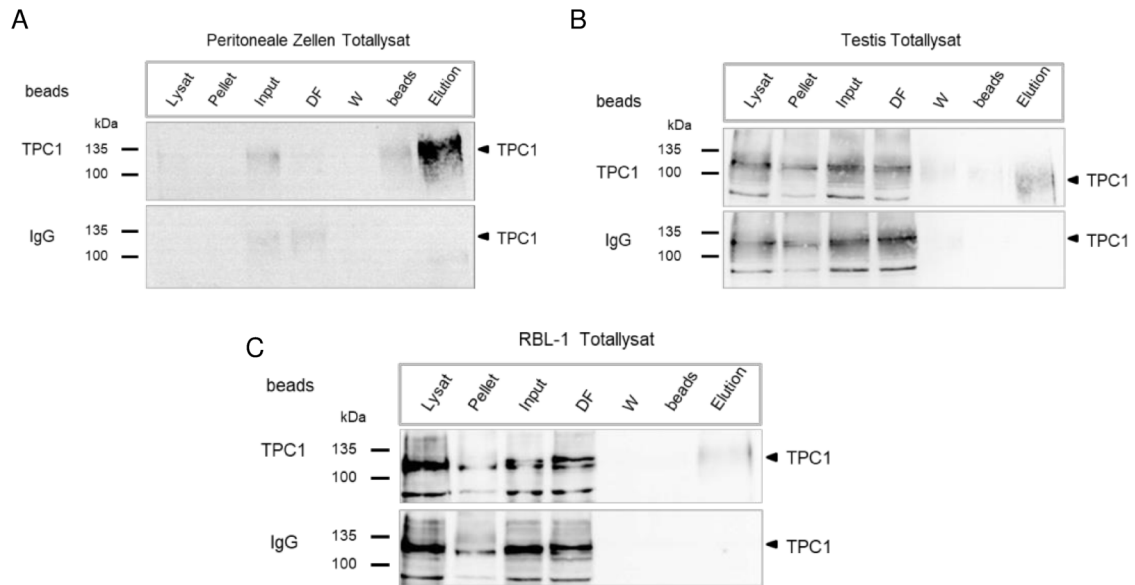 A
Peritoneale Zellen Totallysat
beads
Lysat
Pellet
Input
DF
W
beads
Elution
kDa
TPC1
135
100
TPC1
IgG
135
100
TPC1
B
Testis Totallysat
beads
Lysat
Pellet
Input
DF
W
beads
Elution
kDa
TPC1
135
100
TPC1
IgG
135
100
TPC1
C
RBL-1 Totallysat
beads
Lysat
Pellet
Input
DF
W
beads
Elution
kDa
TPC1
135
100
TPC1
IgG
135
100
TPC1